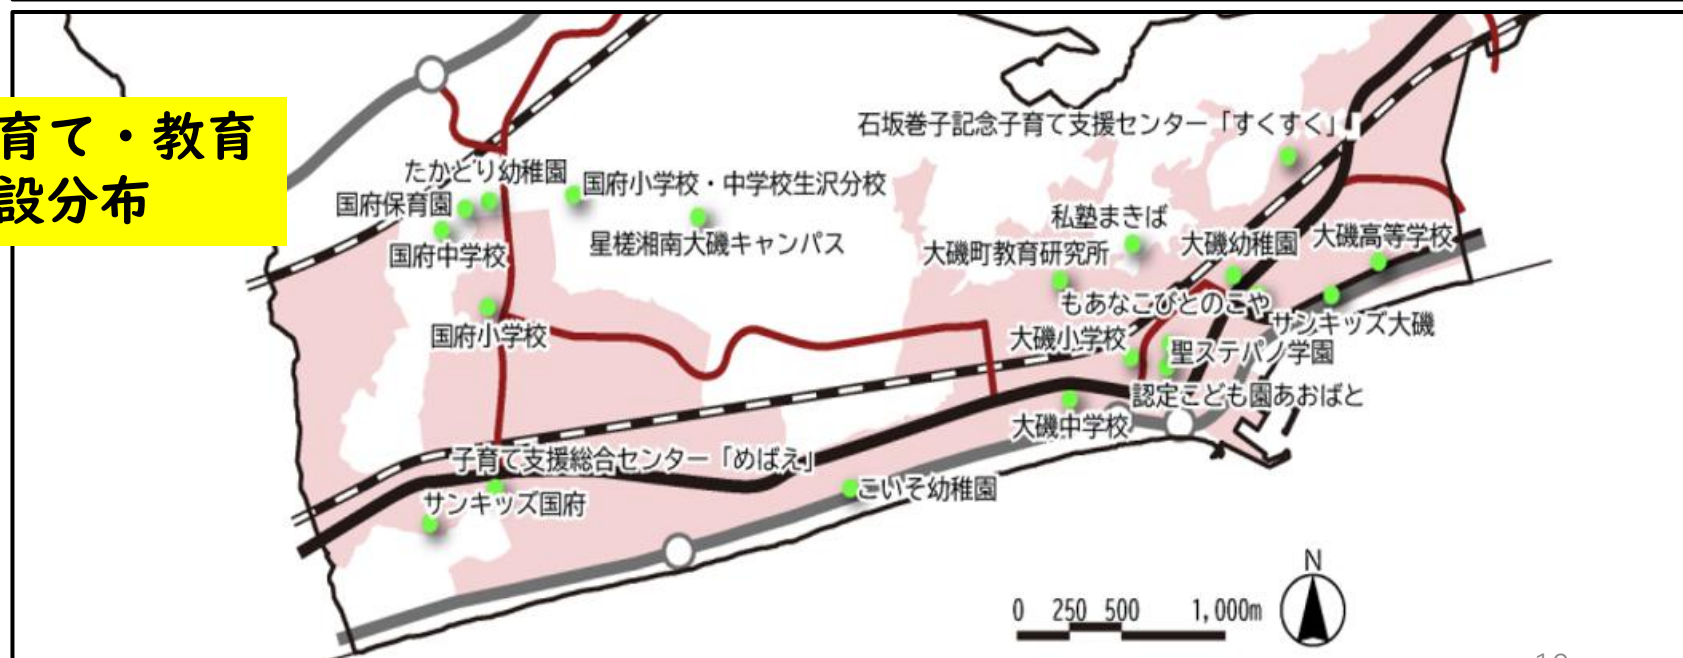 育て・教育
設分布
石坂巻子記念子育て支援センター「すくすく」
たかとり幼稚園
国府小学校・中学校生沢分校
国府保育園
私塾まきば
星槎湘南大磯キャンパス
大磯幼稚園
大磯高等学校
国府中学校
大磯町教育研究所
もあなこびとのこや
国府小学校
大磯小学校
サンキッズ大磯
聖ステパノ学園
認定こども園あおばと
大磯中学校
子育て支援総合センター「めばえ」
サンキッズ国府
こいそ幼稚園
N
0 250 500 1,000m